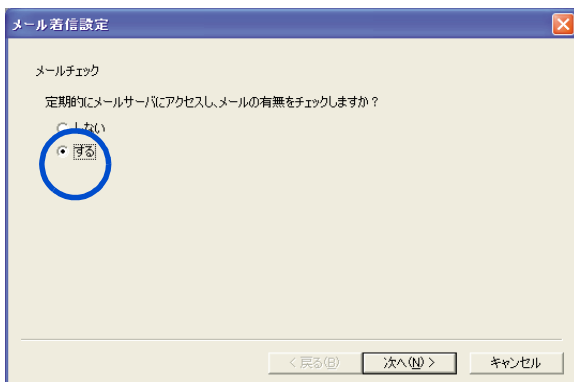 メール着信設定
メールチェック
定期的にメールサーバにアクセスし、メールの有無をチェックしますか？
しない
する
< 戻る(B)
次へ(N) >
キャンセル